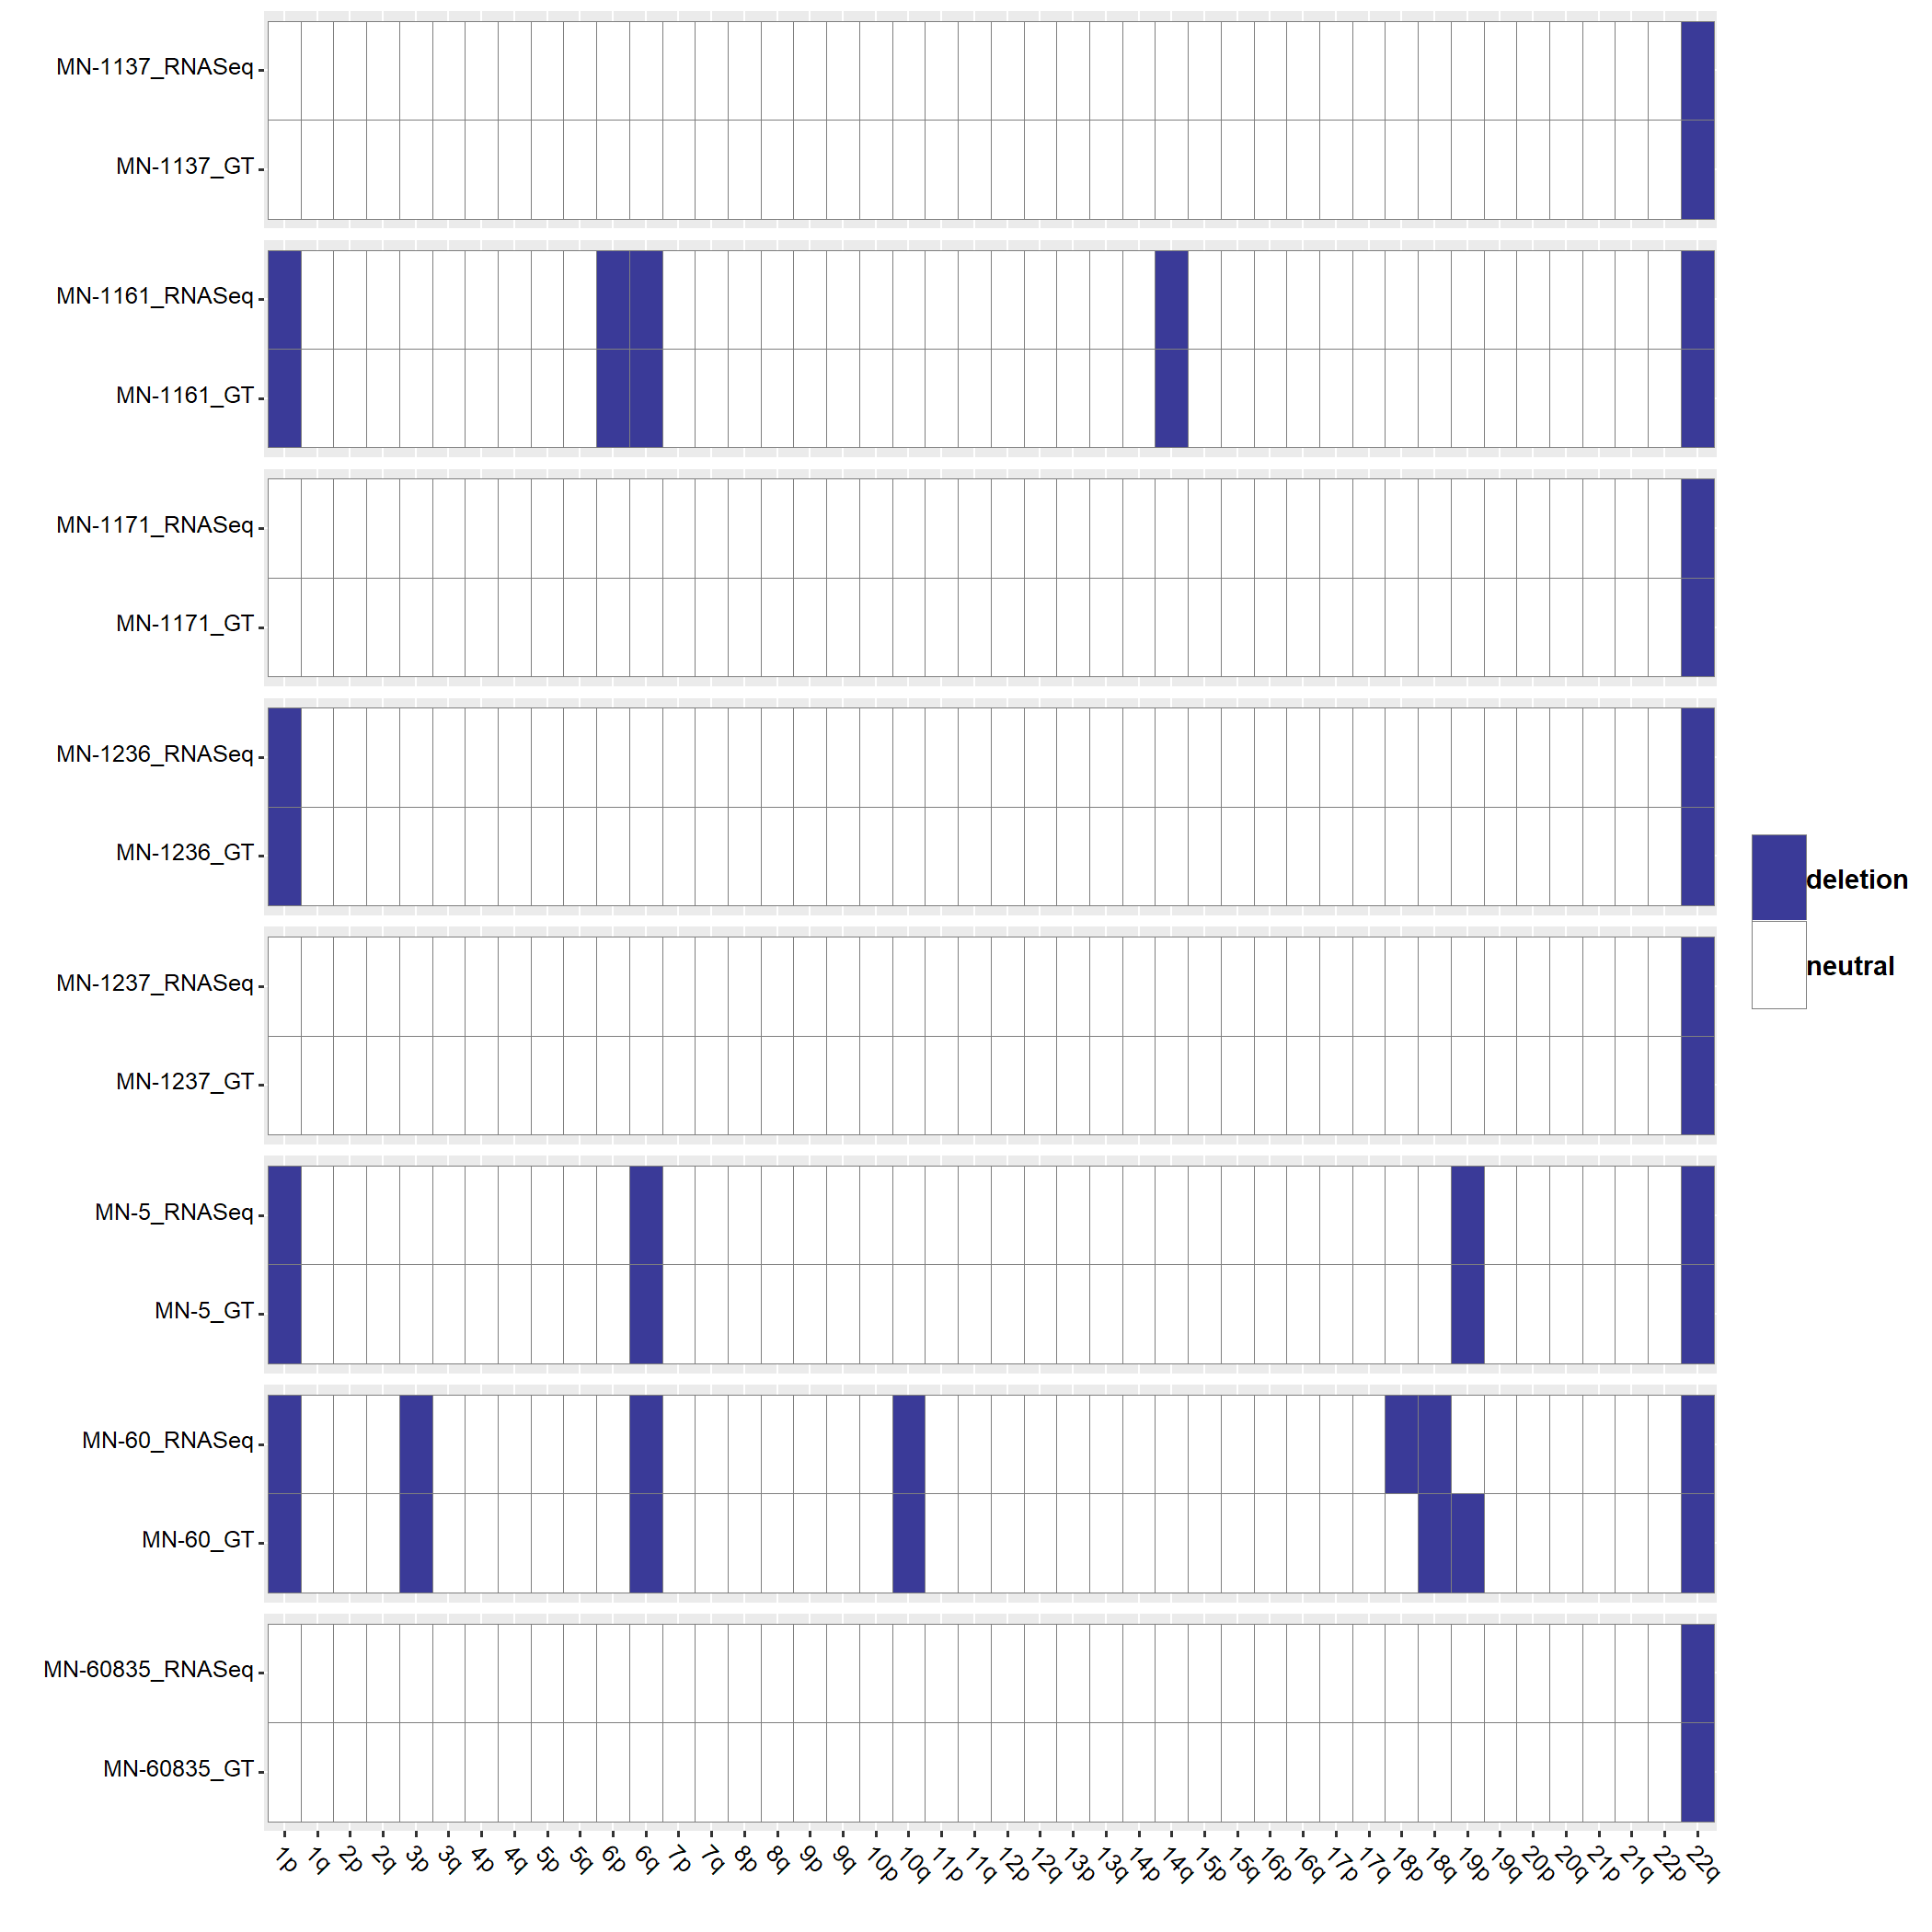 MN-1137_RNASeq
MN-1137_GT
MN-1161_RNASeq
MN-1161_GT
MN-1171_RNASeq
MN-1171_GT
MN-1236_RNASeq
MN-1236_GT
deletion
neutral
MN-1237_RNASeq
MN-1237_GT
MN-5_RNASeq
MN-5_GT
MN-60_RNASeq
MN-60_GT
MN-60835_RNASeq
MN-60835_GT
1p 1q 2p 2q 3p 3q 4p 4q 5p 5q 6p 6q 7p 7q 8p 8q 9p 9q 10p 10q 11p 11q 12p 12q 13p 13q 14p 14q 15p 15q 16p 16q 17p 17q 18p 18q 19p 19q 20p 20q 21p 21q 22p 22q